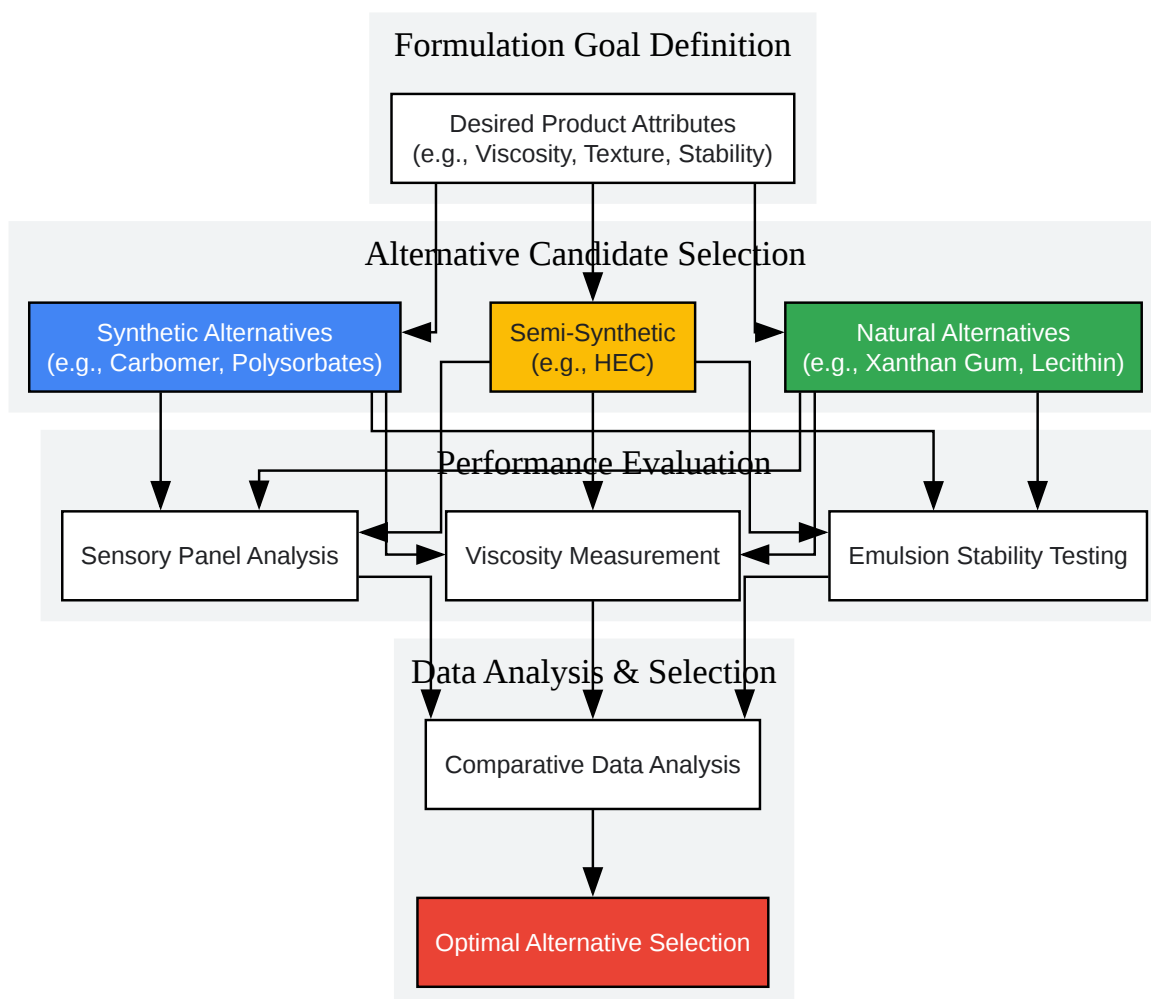 Formulation Goal Definition
Desired Product Attributes
(e.g., Viscosity, Texture, Stability)
Alternative Candidate Selection
Synthetic Alternatives
(e.g., Carbomer, Polysorbates)
Semi-Synthetic
(e.g., HEC)
Natural Alternatives
(e.g., Xanthan Gum, Lecithin)
Performance Evaluation
Sensory Panel Analysis
Viscosity Measurement
Emulsion Stability Testing
Data Analysis & Selection
Comparative Data Analysis
Optimal Alternative Selection